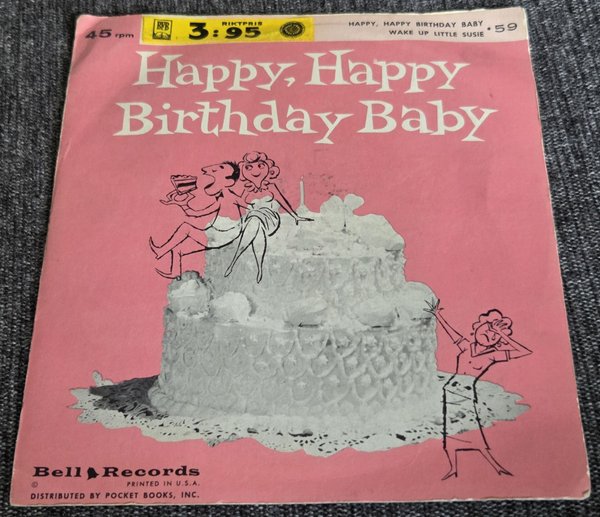 45 rpm
RIKTPRIS
3:95
HAPPY, HAPPY BIRTHDAY BABY
WAKE UP LITTLE SUSIE
•59
Happy, Happy
Birthday Baby
Bell Records
© PRINTED IN U.S.A.
DISTRIBUTED BY POCKET BOOKS, INC.